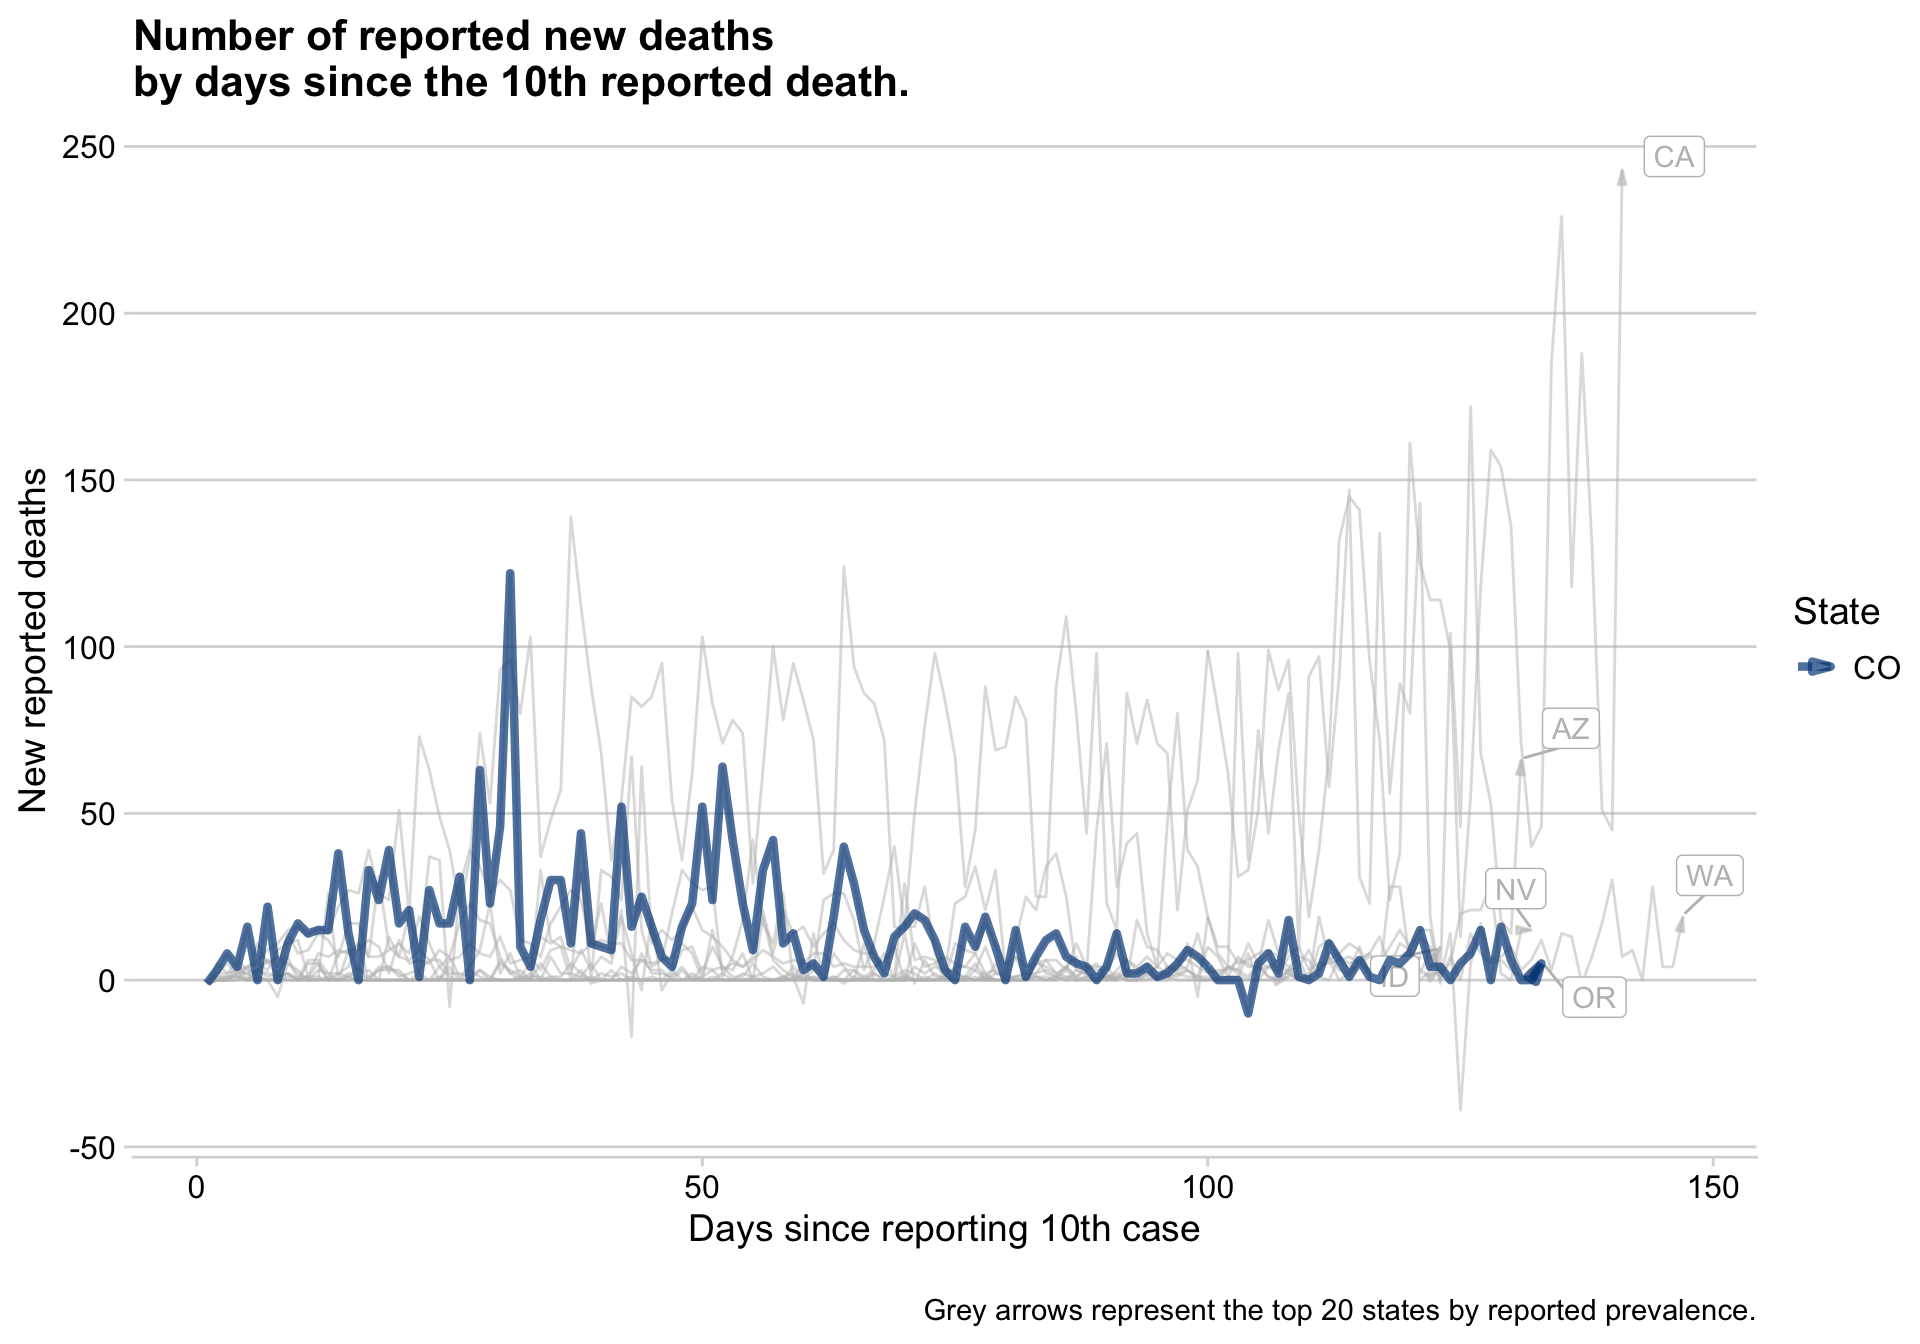 Number of reported new deaths
by days since the 10th reported death.
250
200
150
100
50
0
-50
New reported deaths
CA
AZ
NV
WA
ID
OR
State
CO
0
50
100
150
Days since reporting 10th case
Grey arrows represent the top 20 states by reported prevalence.